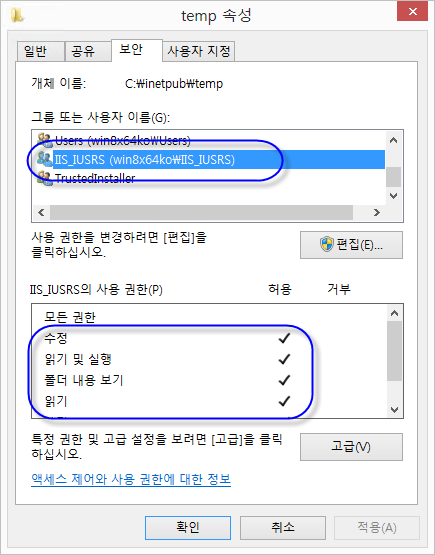 temp 속성
일반 공유 보안 사용자 지정
개체 이름: C:\inetpub\temp
그룹 또는 사용자 이름(G):
Users (win8x64ko\Users)
IIS_IUSRS (win8x64ko\IIS_IUSRS)
TrustedInstaller
사용 권한을 변경하려면 [편집]을
클릭하십시오.
편집(E)...
IIS_IUSRS의 사용 권한(P) 허용 거부
모든 권한
수정
읽기 및 실행
폴더 내용 보기
읽기
특정 권한 및 고급 설정을 보려면 [고급]을 클릭
하십시오.
고급(V)
액세스 제어와 사용 권한에 대한 정보
확인 취소 적용(A)